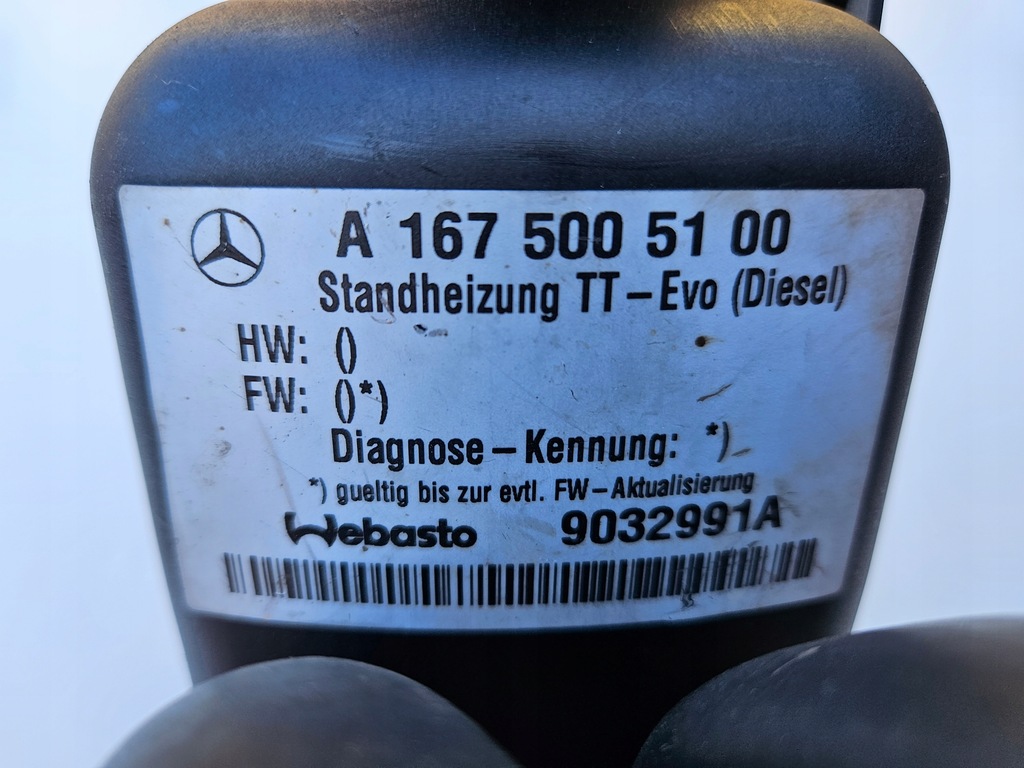 A 167 500 51 00
Standheizung TT-Evo (Diesel)
HW: ()
FW: ()*)
Diagnose-Kennung: *)
*) gueltig bis zur evtl. FW-Aktualisierung
Webasto 9032991A